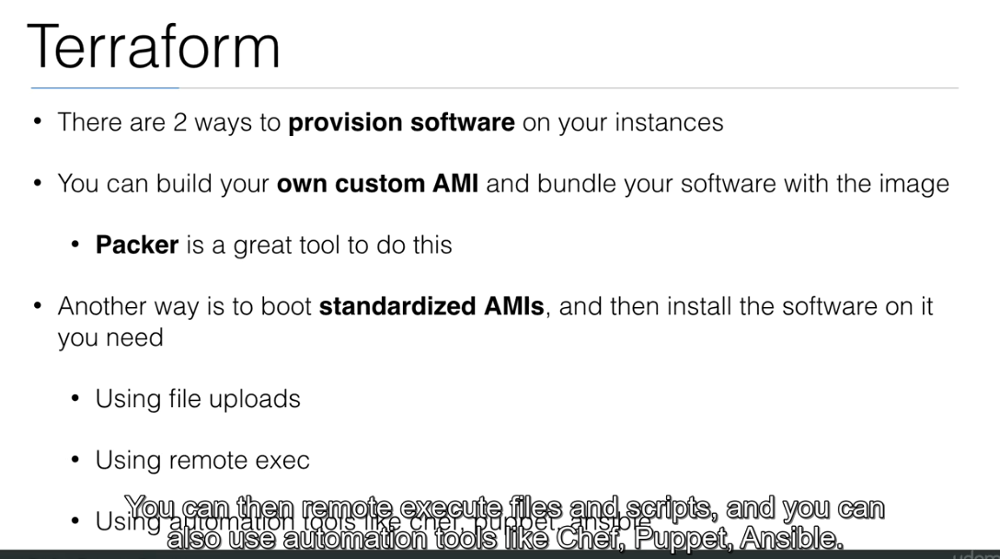 Terraform
• There are 2 ways to provision software on your instances
• You can build your own custom AMI and bundle your software with the image
• Packer is a great tool to do this
• Another way is to boot standardized AMIs, and then install the software on it
you need
• Using file uploads
• Using remote exec
• Using automation tools like chef, puppet, ansible
You can then remote execute files and scripts, and you can
also use automation tools like Chef, Puppet, Ansible.